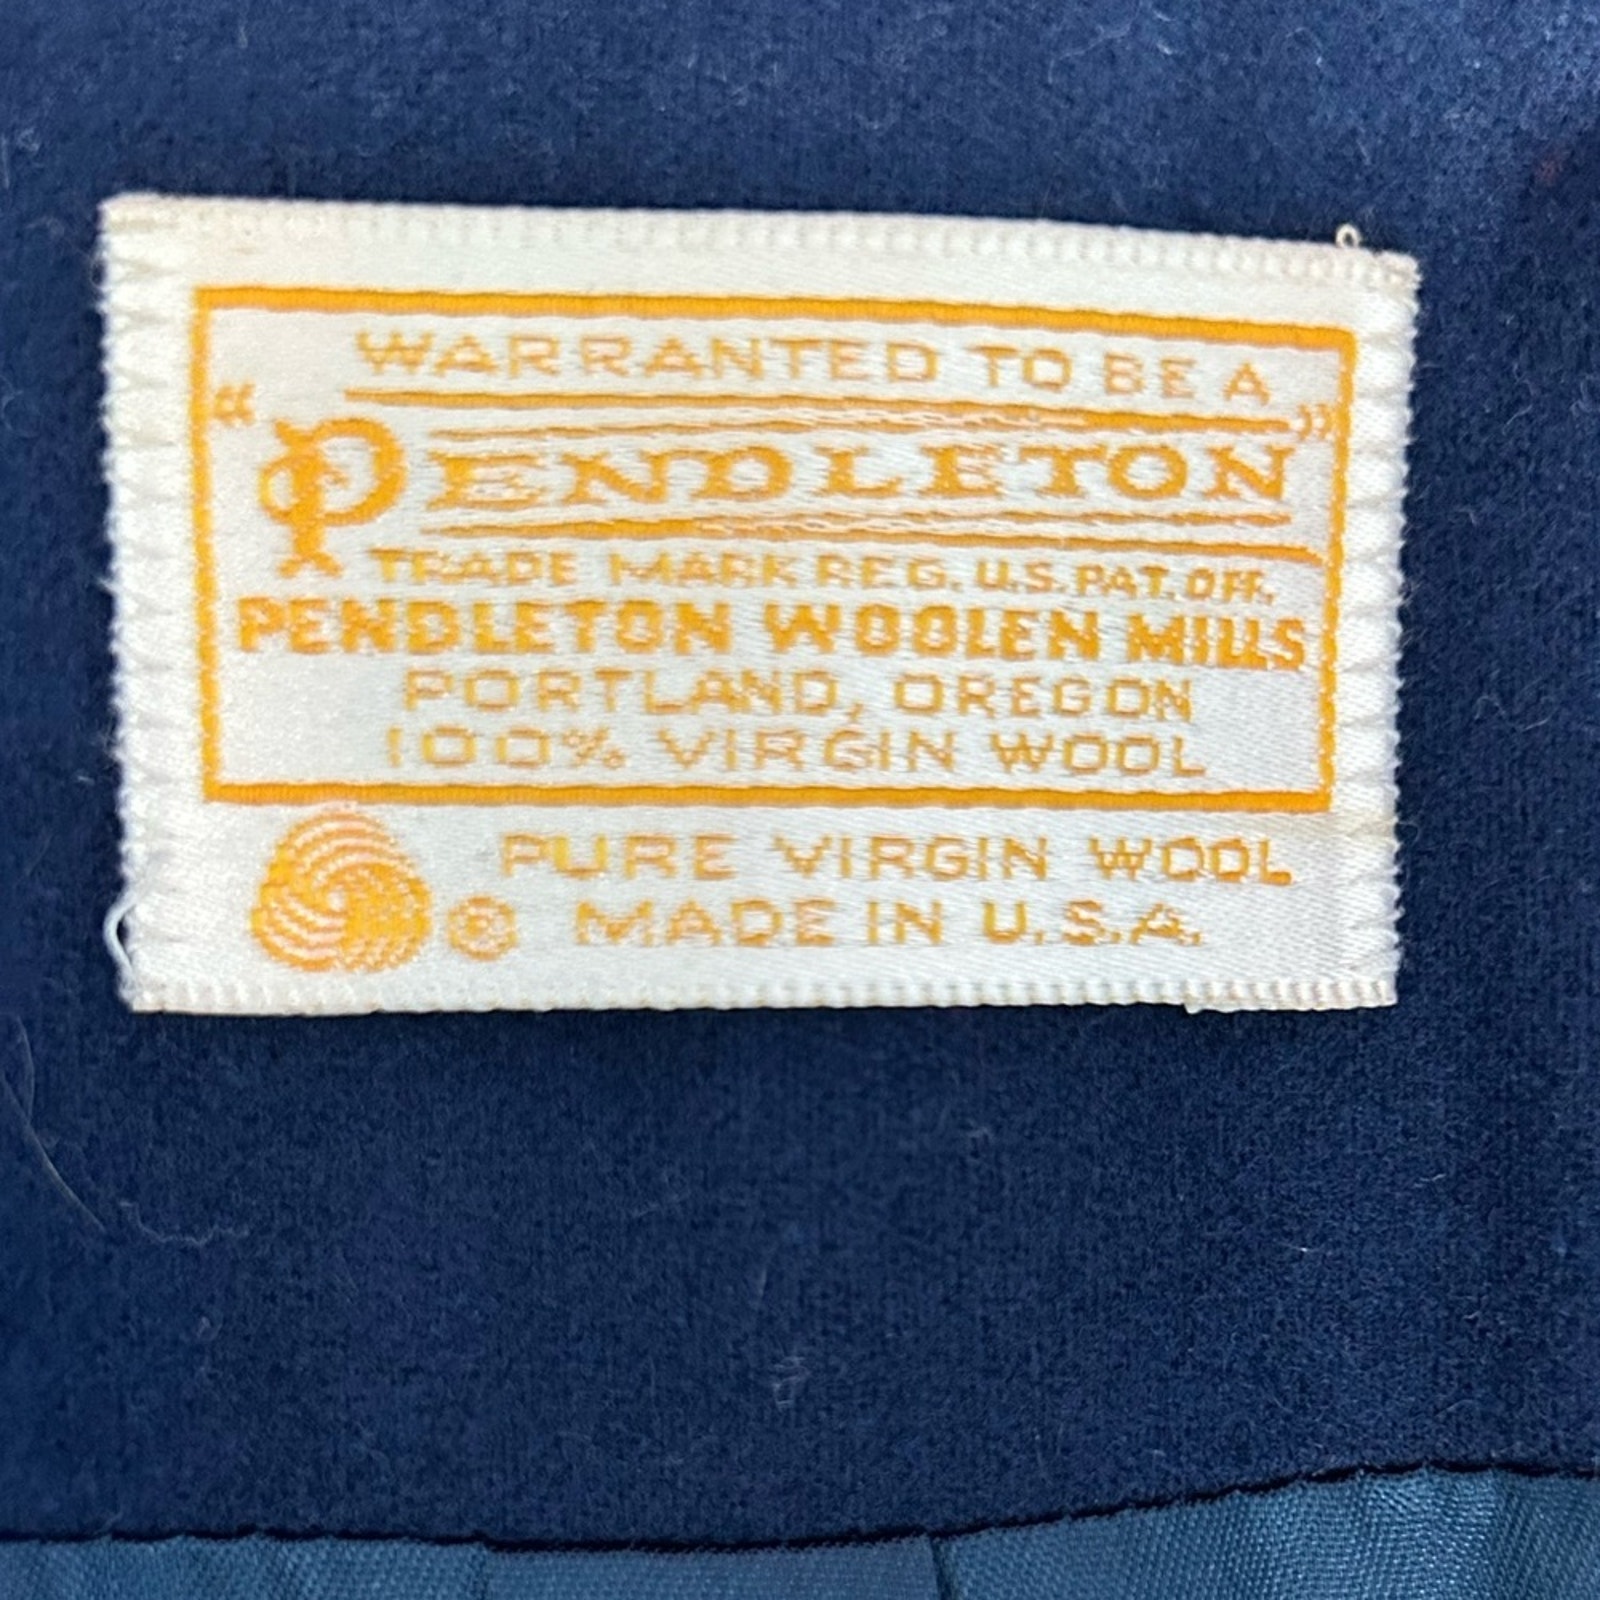 WARRANTED TO BE A
"PENDLETON"
TRADE MARK REG. U.S. PAT. OFF.
PENDLETON WOOLEN MILLS
PORTLAND, OREGON
100% VIRGIN WOOL
PURE VIRGIN WOOL
® MADE IN U.S.A.